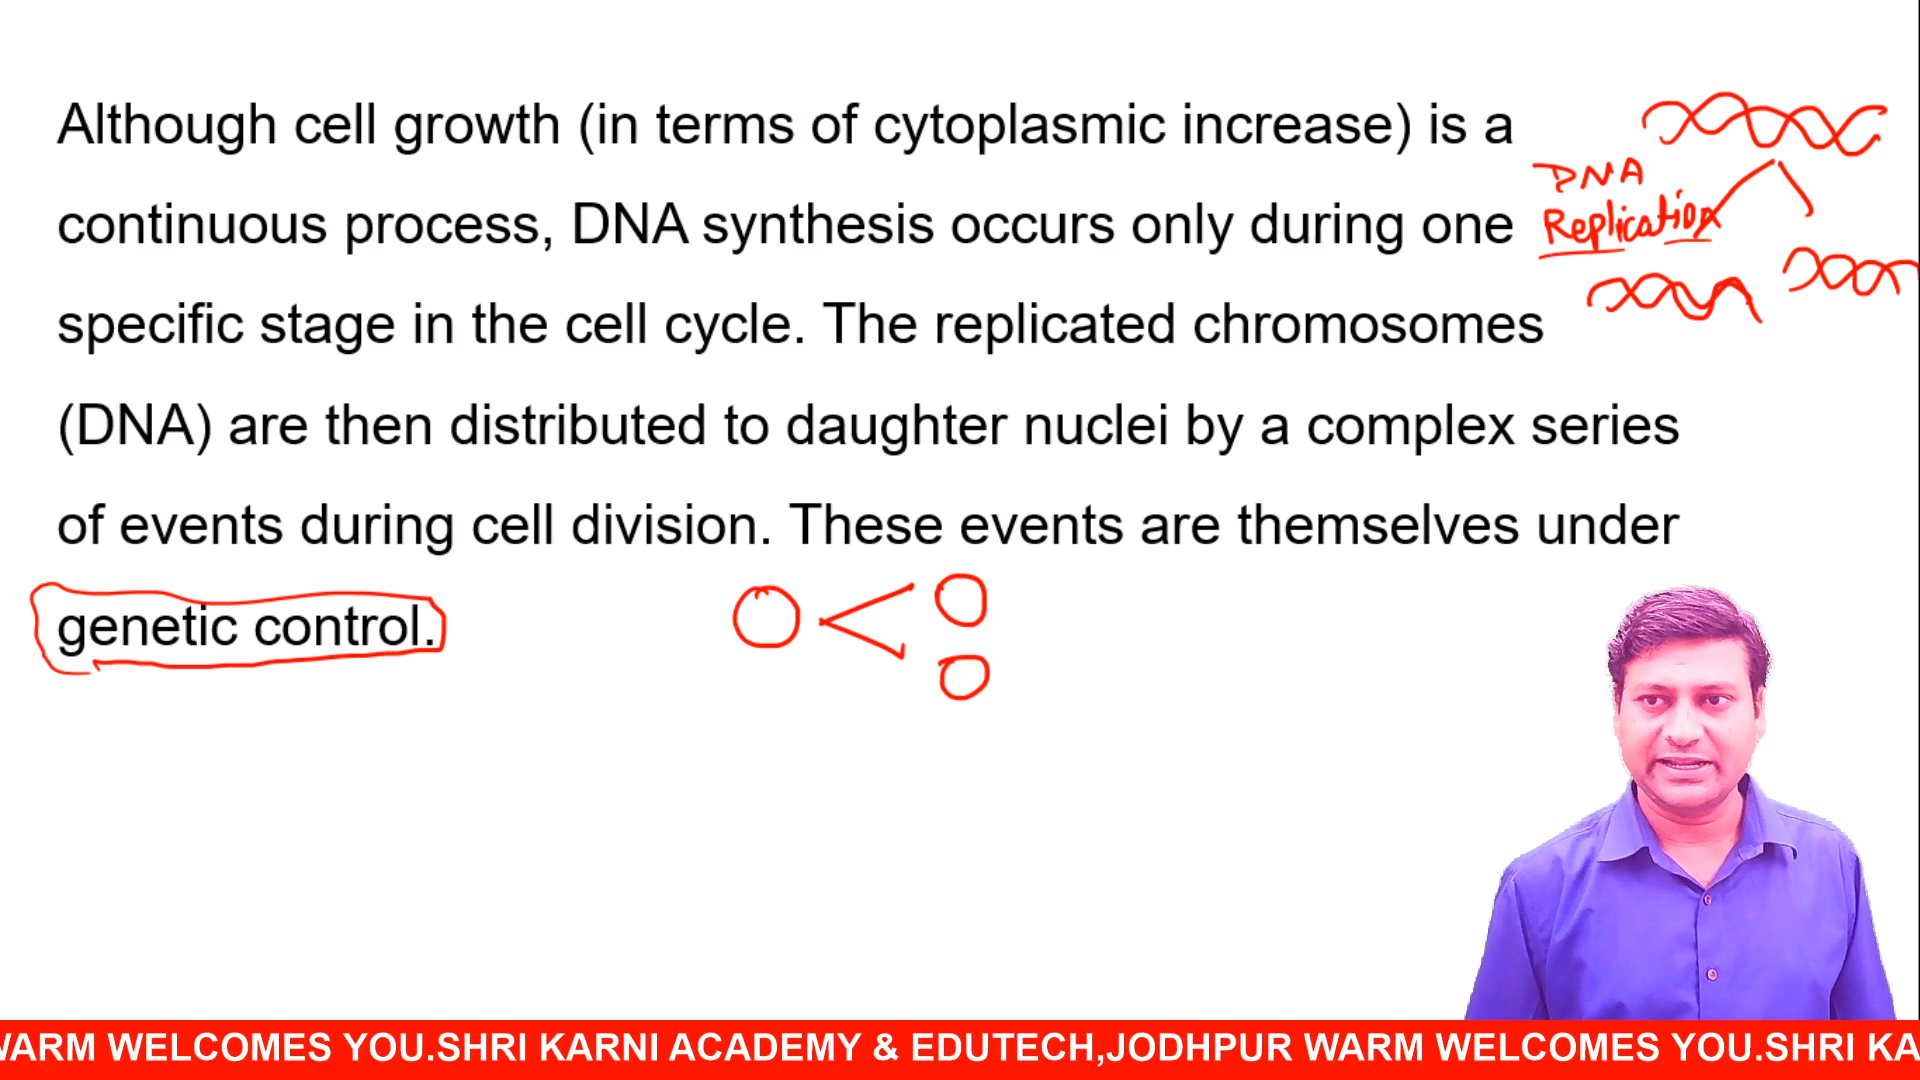 Although cell growth (in terms of cytoplasmic increase) is a
continuous process, DNA synthesis occurs only during one
specific stage in the cell cycle. The replicated chromosomes
(DNA) are then distributed to daughter nuclei by a complex series
of events during cell division. These events are themselves under
genetic control.
DNA
Replication
WARM WELCOMES YOU.SHRI KARNI ACADEMY & EDUTECH,JODHPUR WARM WELCOMES YOU.SHRI KA